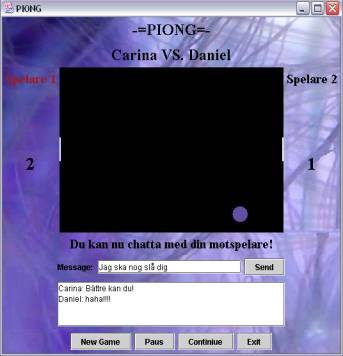 PIONG
-=PIONG=-
Carina VS. Daniel
Spelare 1
Spelare 2
2
1
Du kan nu chatta med din motspelare!
Message: Jag ska nog slå dig Send
Carina: Bättre kan du!
Daniel: haha!!!!
New Game Paus Continiue Exit